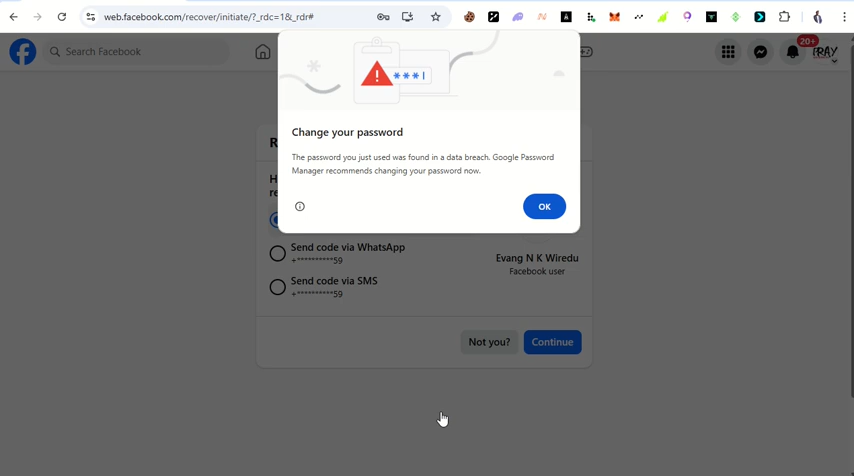 web.facebook.com/recover/initiate/?_rdc=1&_rdr#
Search Facebook
20+
Change your password
The password you just used was found in a data breach. Google Password
Manager recommends changing your password now.
OK
R
H
re
Send code via WhatsApp
+**********59
Send code via SMS
+**********59
Evang N K Wiredu
Facebook user
Not you?
Continue